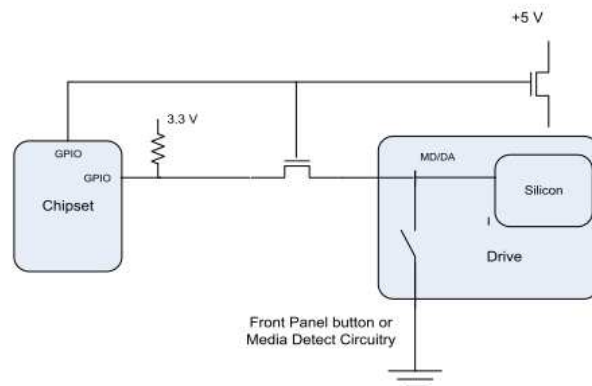 +5 V
3.3 V
GPIO
GPIO
Chipset
MD/DA
Silicon
Drive
Front Panel button or
Media Detect Circuitry